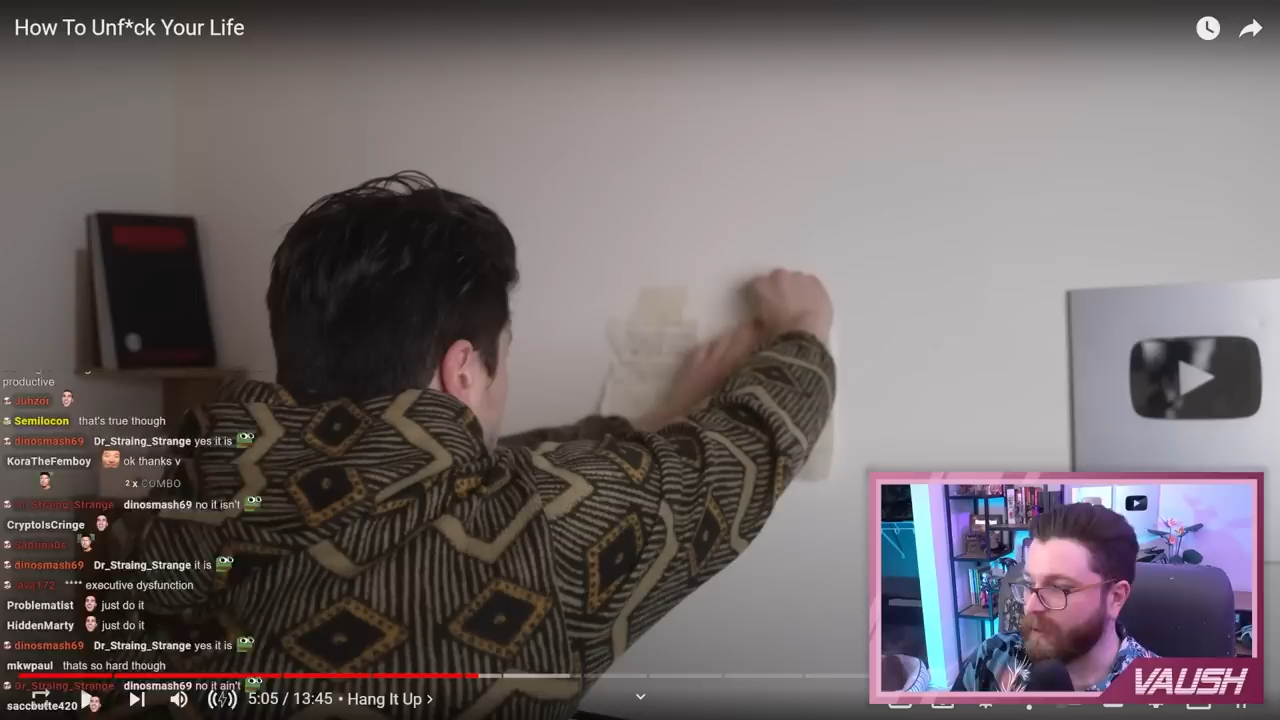 How To Unf*ck Your Life
productive
Juhzor
Semilocon that's true though
dinosmash69 Dr_Straing_Strange yes it is
KoraTheFemboy ok thanks v
2 x COMBO
Dr_Straing_Strange dinosmash69 no it isn't
CryptoIsCringe
dinosmash69 Dr_Straing_Strange it is
**** executive dysfunction
Problematist just do it
HiddenMarty just do it
dinosmash69 Dr_Straing_Strange yes it is
mkwpaul thats so hard though
Dr_Straing_Strange dinosmash69 no it ain't
5:05 / 13:45 • Hang It Up ›
VAUSH